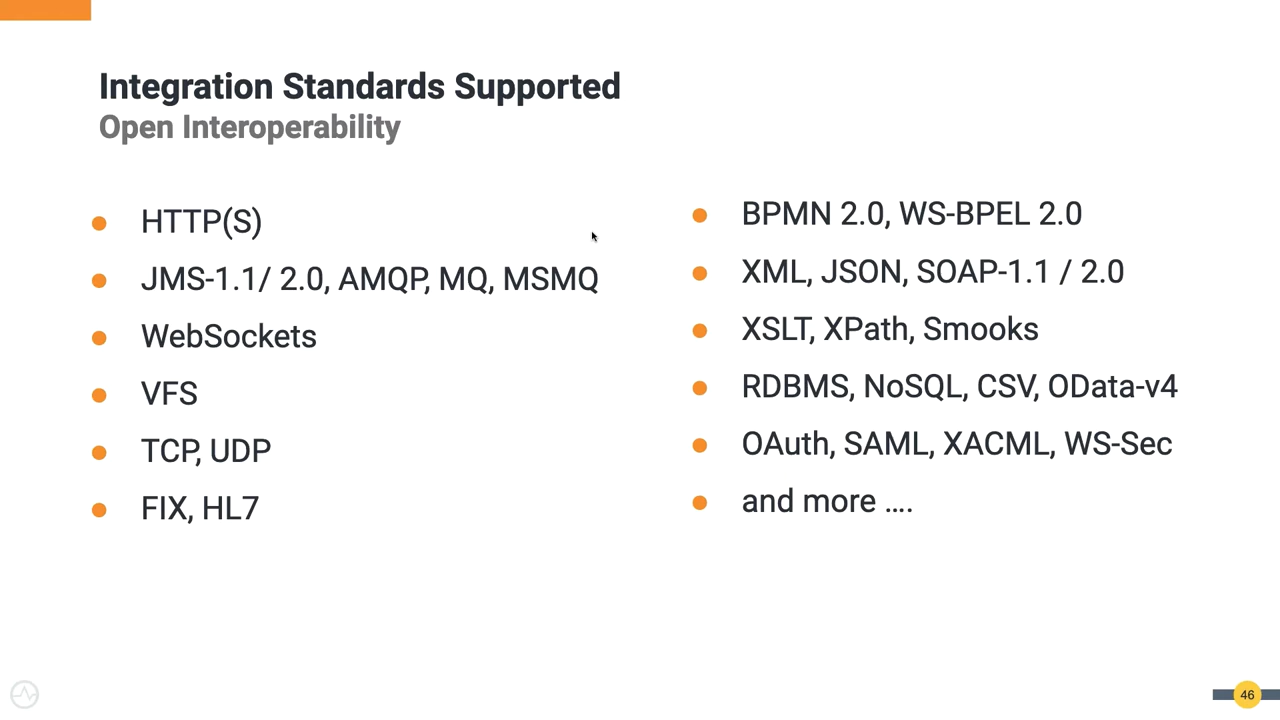 Integration Standards Supported
Open Interoperability
HTTP(S)
JMS-1.1/ 2.0, AMQP, MQ, MSMQ
WebSockets
VFS
TCP, UDP
FIX, HL7
BPMN 2.0, WS-BPEL 2.0
XML, JSON, SOAP-1.1 / 2.0
XSLT, XPath, Smooks
RDBMS, NoSQL, CSV, OData-v4
OAuth, SAML, XACML, WS-Sec
and more ....
46